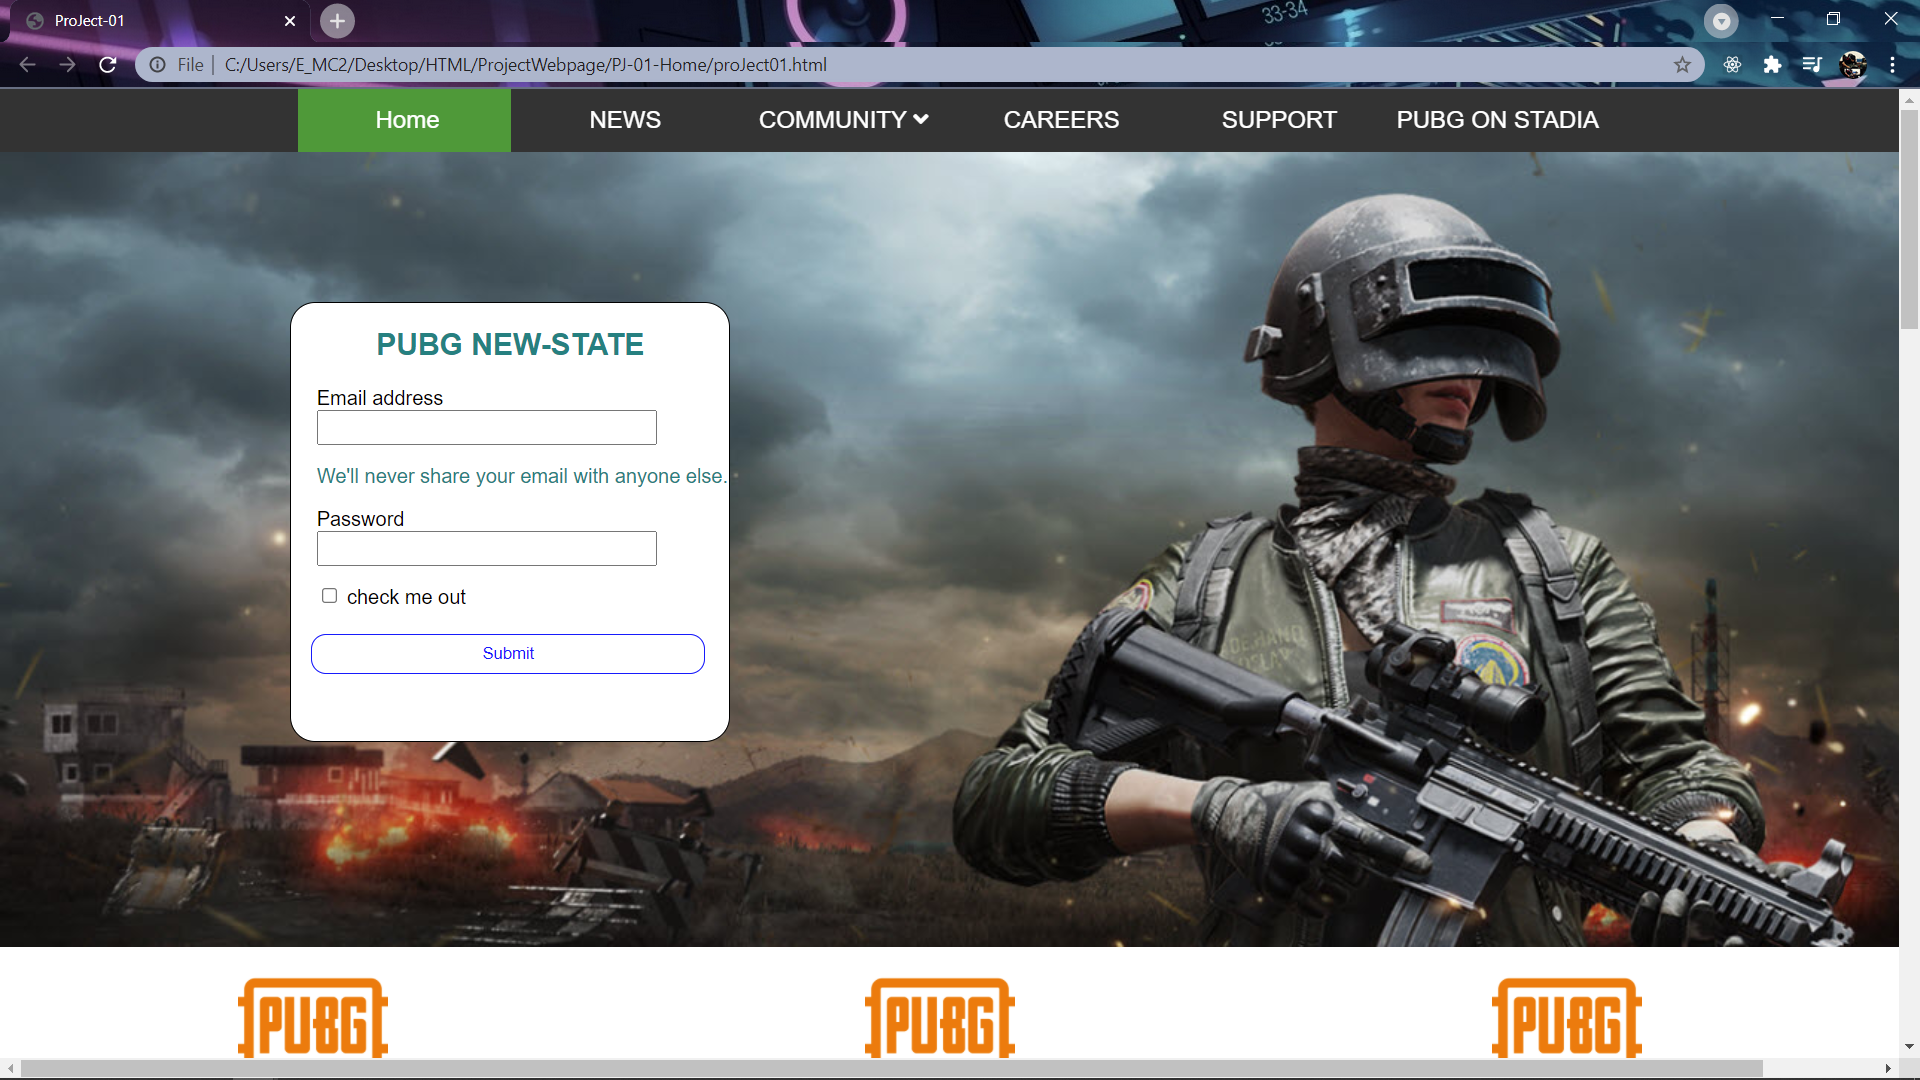 ProJect-01
33-34
File
C:/Users/E_MC2/Desktop/HTML/ProjectWebpage/PJ-01-Home/proJect01.html
Home NEWS COMMUNITY CAREERS SUPPORT PUBG ON STADIA
PUBG NEW-STATE
Email address
We'll never share your email with anyone else.
Password
check me out
Submit
PUBG PUBG PUBG